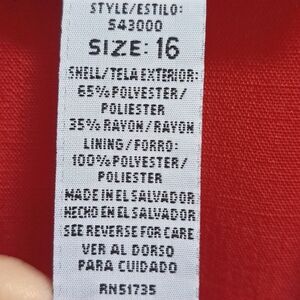 STYLE/ESTILO:
S43000
SIZE: 16
SHELL/TELA EXTERIOR:
65% POLYESTER/
POLIESTER
35% RAYON/RAYON
LINING/FORRO:
100% POLYESTER/
POLIESTER
MADE IN EL SALVADOR
HECHO EN EL SALVADOR
SEE REVERSE FOR CARE
VER AL DORSO
PARA CUIDADO
RN51735